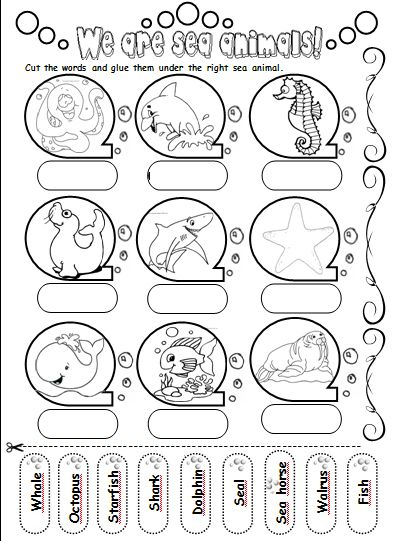 We are sea animals!
Cut the words and glue them under the right sea animal.
Whale
Octopus
Starfish
Shark
Dolphin
Seal
Sea horse
Walrus
Fish